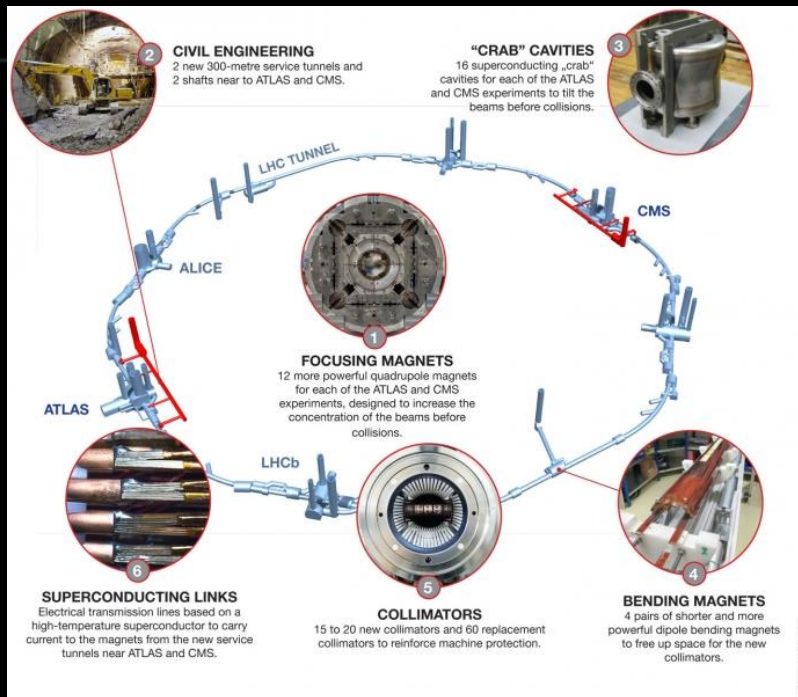 2
CIVIL ENGINEERING
2 new 300-metre service tunnels and
2 shafts near to ATLAS and CMS.
"CRAB" CAVITIES
16 superconducting „crab"
cavities for each of the ATLAS
and CMS experiments to tilt the
beams before collisions.
3
LHC TUNNEL
CMS
ALICE
1
FOCUSING MAGNETS
12 more powerful quadrupole magnets
for each of the ATLAS and CMS
experiments, designed to increase the
concentration of the beams before
collisions.
ATLAS
LHCb
6
SUPERCONDUCTING LINKS
Electrical transmission lines based on a
high-temperature superconductor to carry
current to the magnets from the new service
tunnels near ATLAS and CMS.
5
COLLIMATORS
15 to 20 new collimators and 60 replacement
collimators to reinforce machine protection.
4
BENDING MAGNETS
4 pairs of shorter and more
powerful dipole bending magnets
to free up space for the new
collimators.